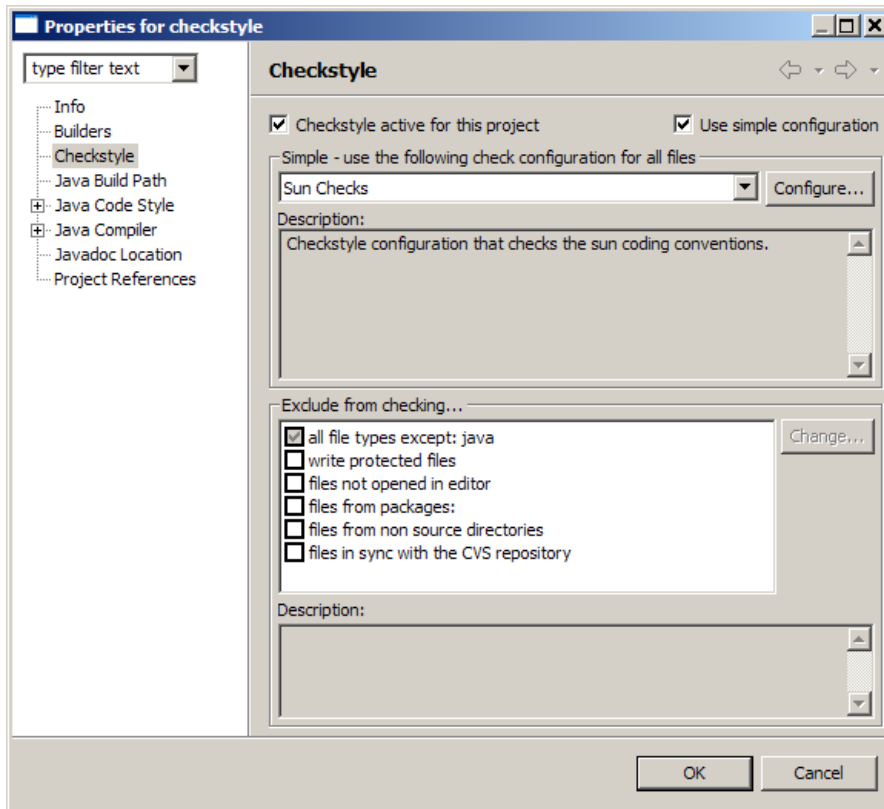 Properties for checkstyle
type filter text
Info
Builders
Checkstyle
Java Build Path
Java Code Style
Java Compiler
Javadoc Location
Project References
Checkstyle
Checkstyle active for this project
Use simple configuration
Simple - use the following check configuration for all files
Sun Checks
Configure...
Description:
Checkstyle configuration that checks the sun coding conventions.
Exclude from checking...
all file types except: java
write protected files
files not opened in editor
files from packages:
files from non source directories
files in sync with the CVS repository
Change...
Description:
OK
Cancel